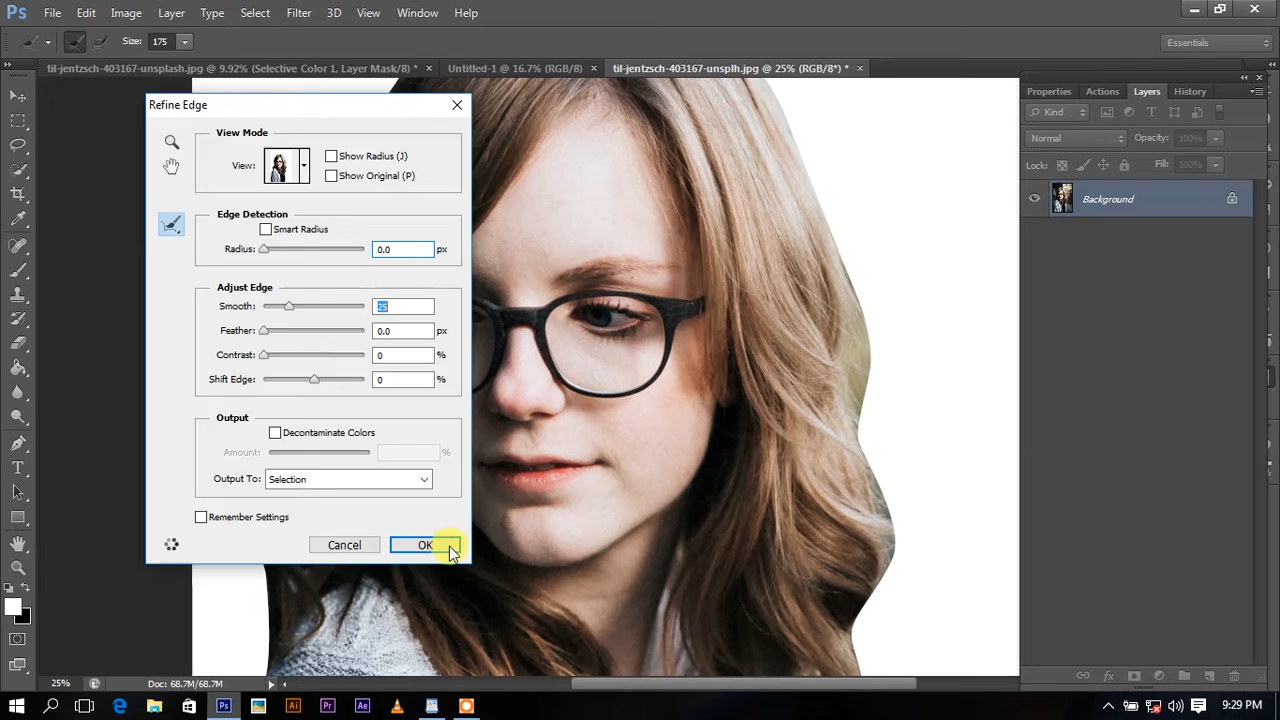 Ps File Edit Image Layer Type Select Filter 3D View Window Help
Size: 175 Essentials
til-jentzsch-403167-unsplash.jpg @ 9.92% (Selective Color 1, Layer Mask/8) * × Untitled-1 @ 16.7% (RGB/8) × til-jentzsch-403167-unsplh.jpg @ 25% (RGB/8*) * ×
Refine Edge
View Mode
View: Show Radius (J)
Show Original (P)
Edge Detection
Smart Radius
Radius: 0.0 px
Adjust Edge
Smooth: 25
Feather: 0.0 px
Contrast: 0 %
Shift Edge: 0 %
Output
Decontaminate Colors
Amount: %
Output To: Selection
Remember Settings
Cancel OK
Properties Actions Layers History
Kind
Normal Opacity: 100%
Lock: Fill: 100%
Background
25% Doc: 68.7M/68.7M
Ps Ai Pr Ae 9:29 PM